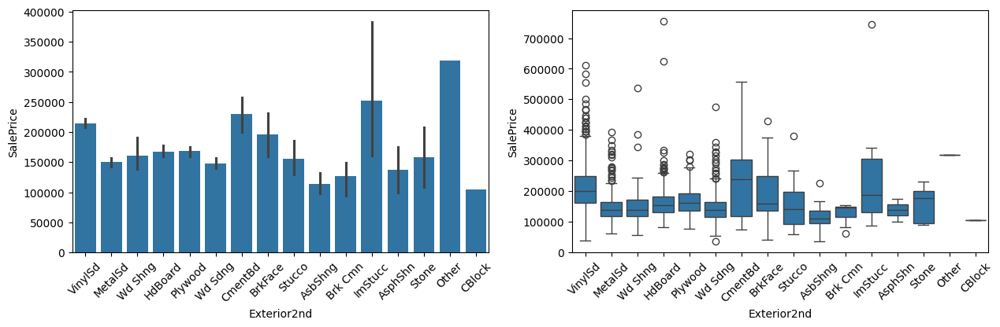 400000
350000
300000
250000
200000
150000
100000
50000
0
SalePrice
VinylSd
MetalSd
Wd Shng
HdBoard
Plywood
Wd Sdng
CmentBd
BrkFace
Stucco
AsbShng
Brk Cmn
ImStucc
AsphShn
Stone
Other
CBlock
Exterior2nd
700000
600000
500000
400000
300000
200000
100000
0
SalePrice
VinylSd
MetalSd
Wd Shng
HdBoard
Plywood
Wd Sdng
CmentBd
BrkFace
Stucco
AsbShng
Brk Cmn
ImStucc
AsphShn
Stone
Other
CBlock
Exterior2nd